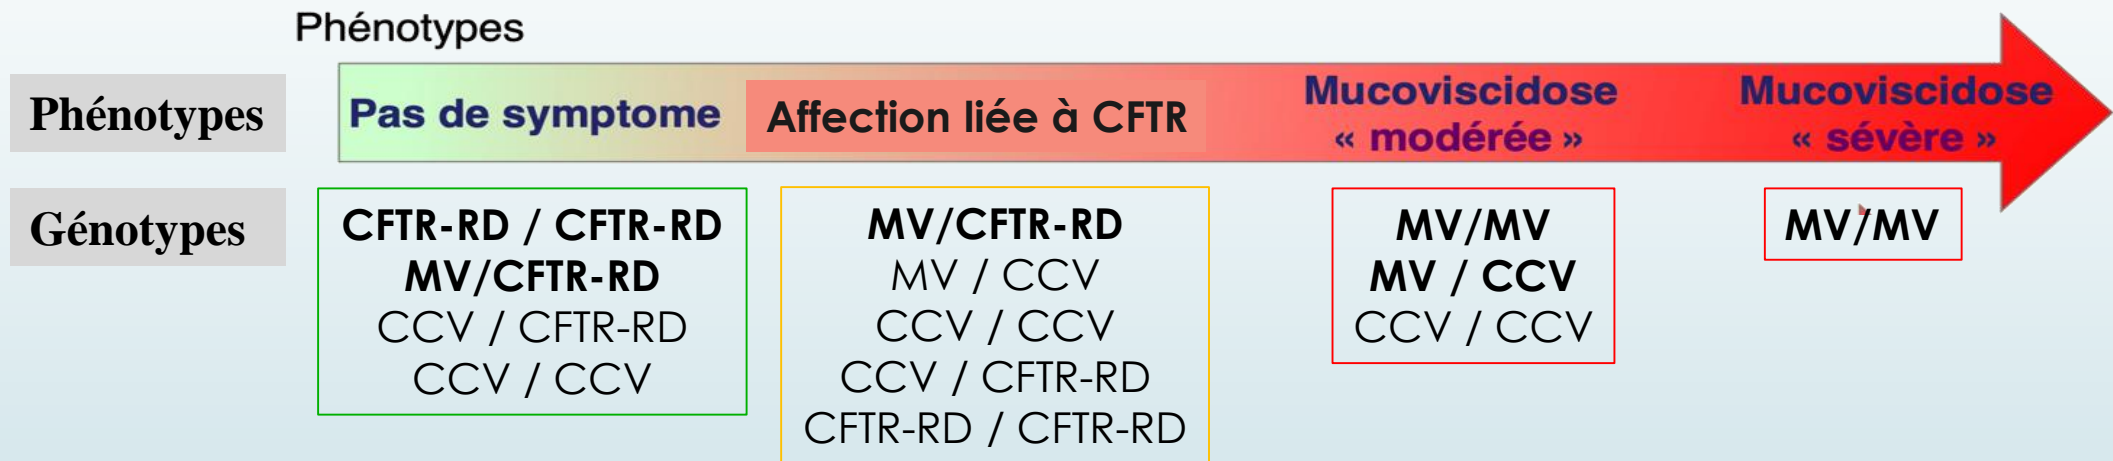 Phénotypes
Phénotypes
Pas de symptome
Affection liée à CFTR
Mucoviscidose
« modérée »
Mucoviscidose
« sévère »
Génotypes
CFTR-RD / CFTR-RD
MV/CFTR-RD
CCV / CFTR-RD
CCV / CCV
MV/CFTR-RD
MV / CCV
CCV / CCV
CCV / CFTR-RD
CFTR-RD / CFTR-RD
MV/MV
MV / CCV
CCV / CCV
MV/MV